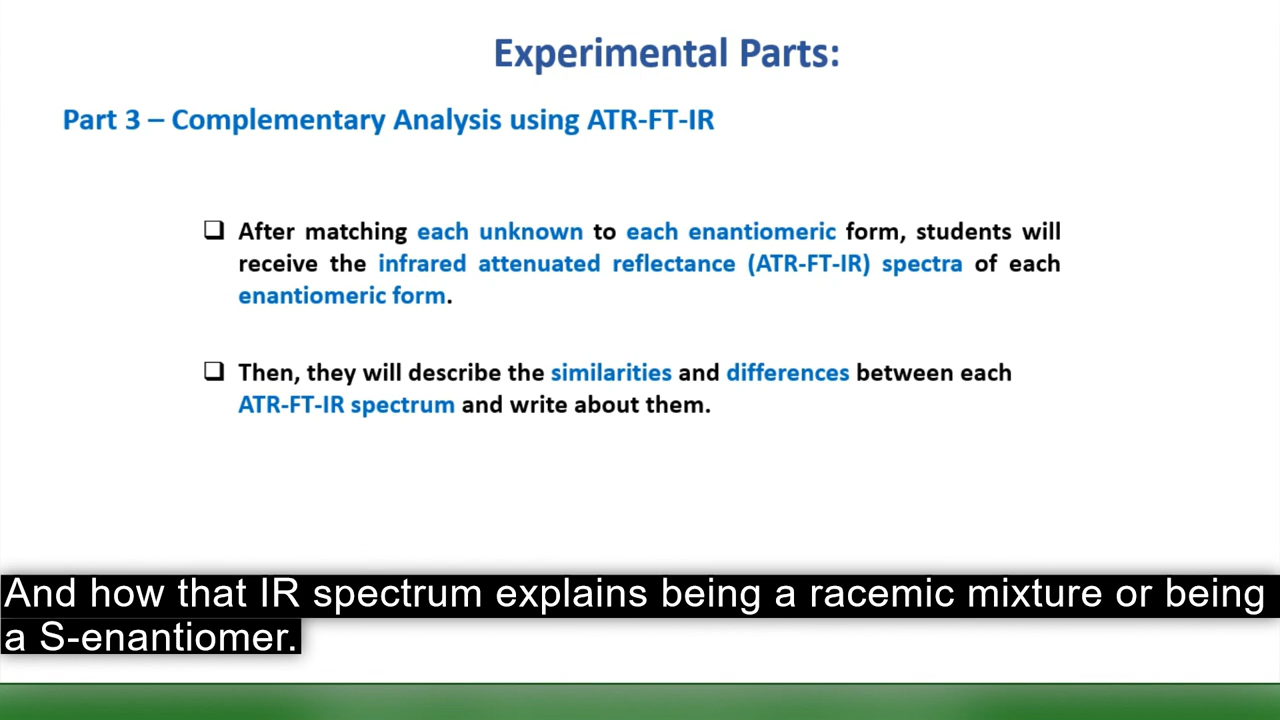 Experimental Parts:
Part 3 – Complementary Analysis using ATR-FT-IR
❑ After matching each unknown to each enantiomeric form, students will
receive the infrared attenuated reflectance (ATR-FT-IR) spectra of each
enantiomeric form.
❑ Then, they will describe the similarities and differences between each
ATR-FT-IR spectrum and write about them.
And how that IR spectrum explains being a racemic mixture or being
a S-enantiomer.